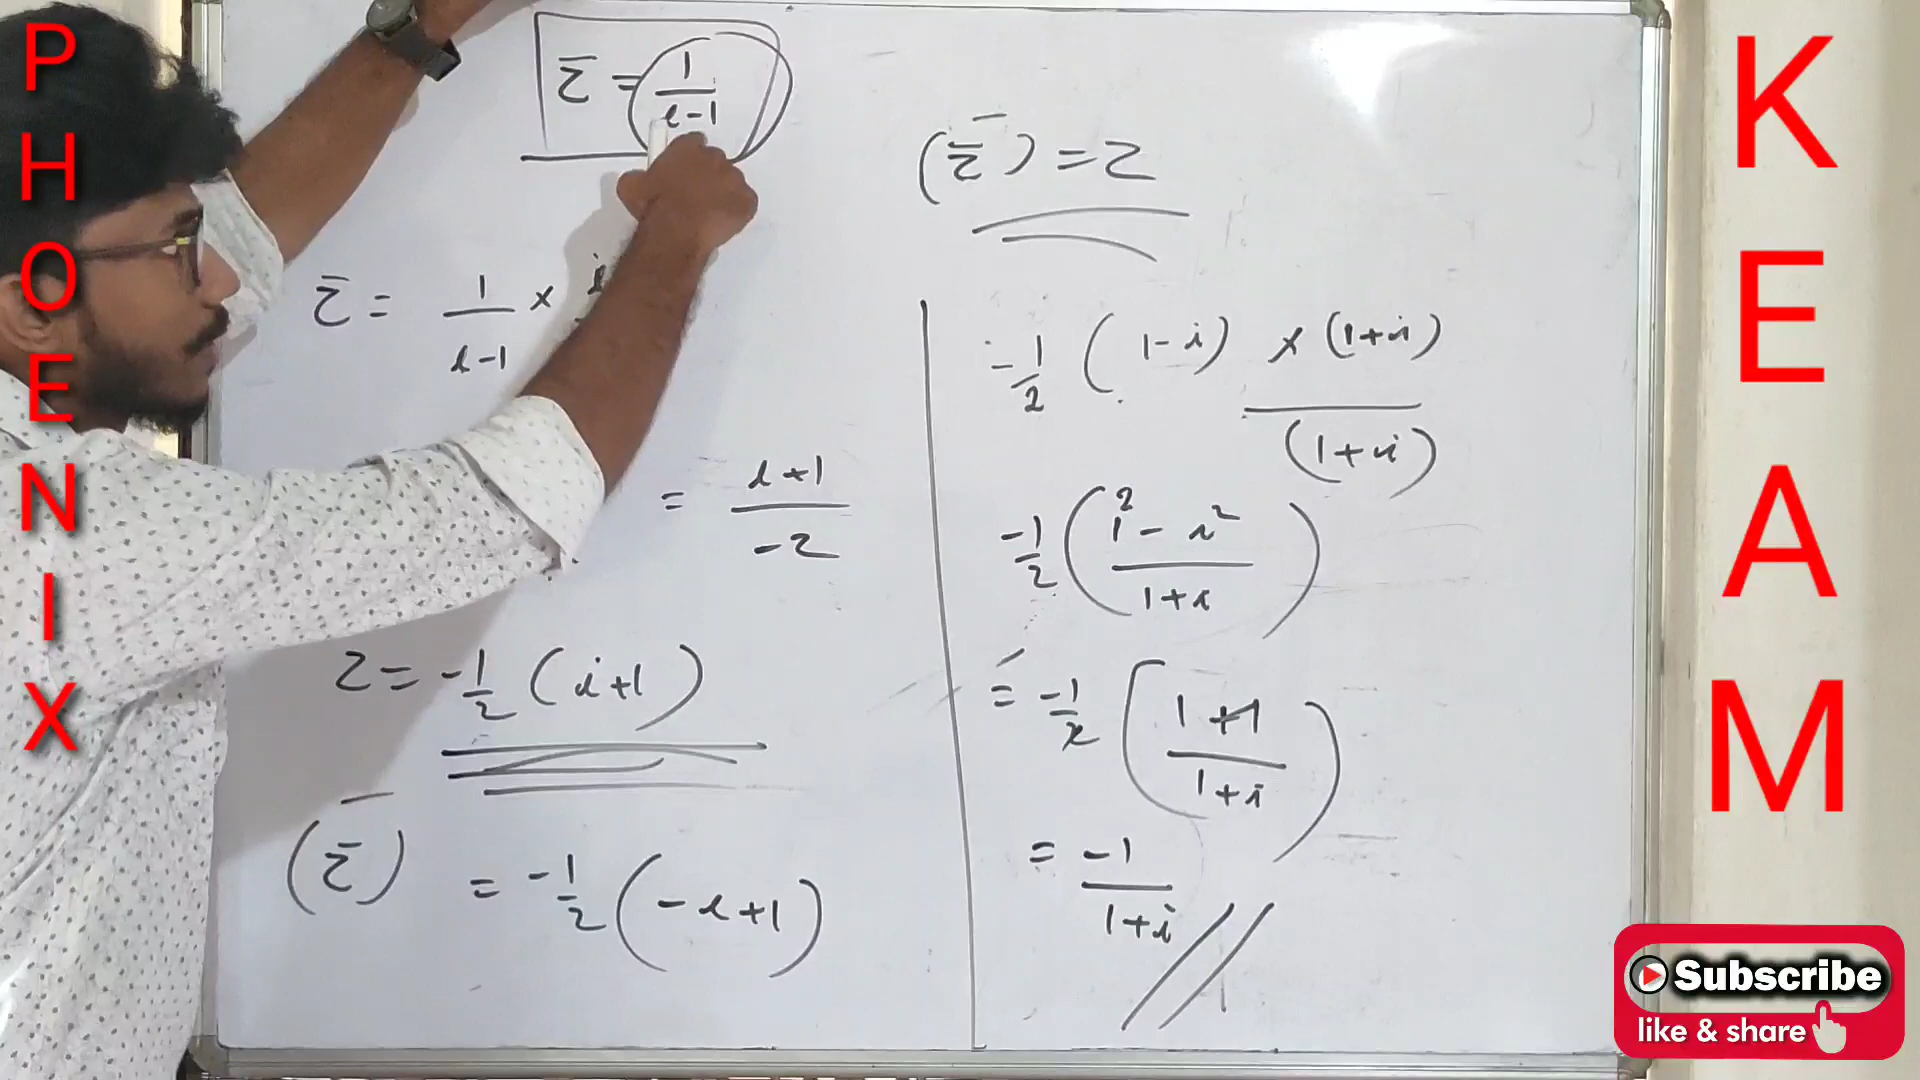 PHOENIX
z̄ = 1/(i-1)
(z̄)‾ = z
z̄ = 1/(i-1) × i
= (i+1)/-2
z = -1/2 (i+1)
(z̄)‾ = -1/2 (-i+1)
-1/2 (1-i) × (1+i)/(1+i)
-1/2 (1²-i²/1+i)
= -1/2 (1+1/1+i)
= -1/1+i
KEAM
Subscribe
like & share